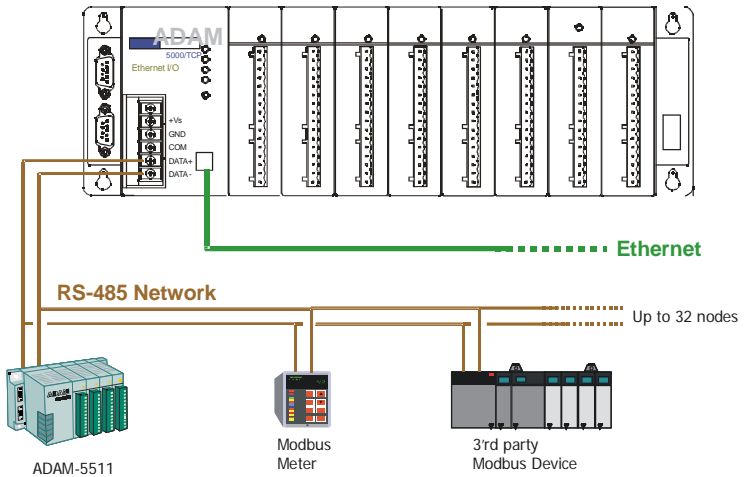 ADAM
5000/TCP
Ethernet I/O
+Vs
GND
COM
DATA+
DATA-
Ethernet
RS-485 Network
Up to 32 nodes
ADAM
ADAM-5511
Modbus
Meter
3'rd party
Modbus Device